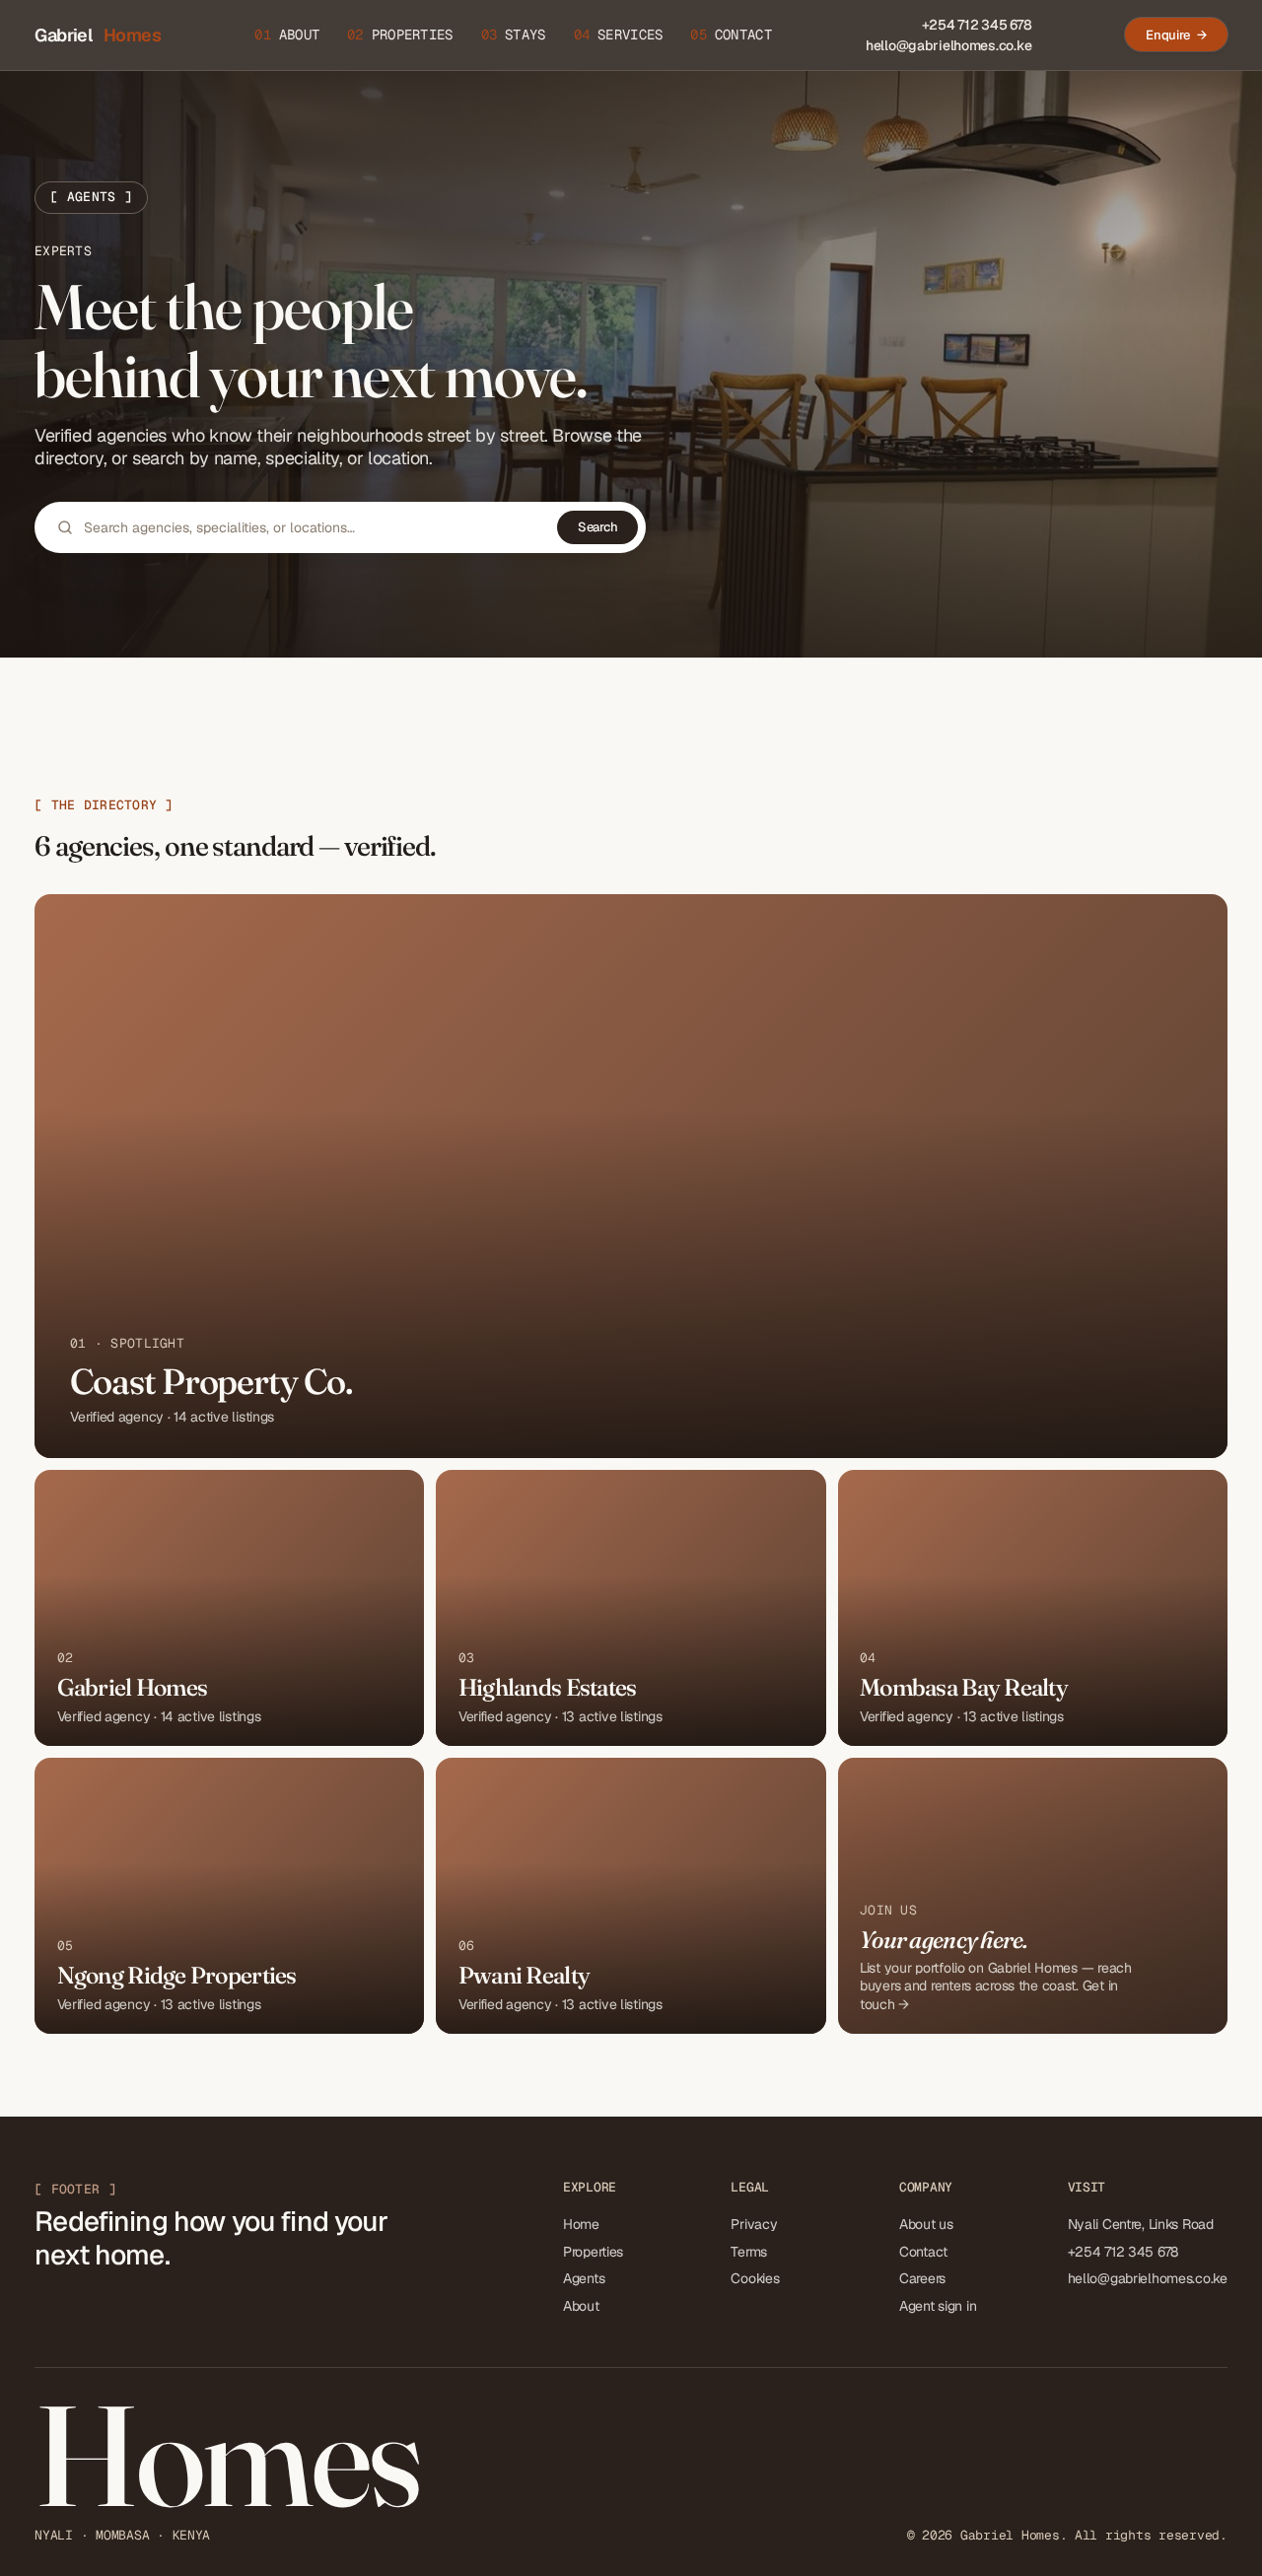 Gabriel Homes
01 ABOUT
02 PROPERTIES
03 STAYS
04 SERVICES
05 CONTACT
+254 712 345 678
hello@gabrielhomes.co.ke
Enquire →
[ AGENTS ]
EXPERTS
Meet the people
behind your next move.
Verified agencies who know their neighbourhoods street by street. Browse the
directory, or search by name, speciality, or location.
Search agencies, specialities, or locations...
Search
[ THE DIRECTORY ]
6 agencies, one standard — verified.
01 · SPOTLIGHT
Coast Property Co.
Verified agency · 14 active listings
02
Gabriel Homes
Verified agency · 14 active listings
03
Highlands Estates
Verified agency · 13 active listings
04
Mombasa Bay Realty
Verified agency · 13 active listings
05
Ngong Ridge Properties
Verified agency · 13 active listings
06
Pwani Realty
Verified agency · 13 active listings
JOIN US
Your agency here.
List your portfolio on Gabriel Homes — reach
buyers and renters across the coast. Get in
touch →
[ FOOTER ]
Redefining how you find your
next home.
EXPLORE
Home
Properties
Agents
About
LEGAL
Privacy
Terms
Cookies
COMPANY
About us
Contact
Careers
Agent sign in
VISIT
Nyali Centre, Links Road
+254 712 345 678
hello@gabrielhomes.co.ke
Homes
NYALI · MOMBASA · KENYA
© 2026 Gabriel Homes. All rights reserved.